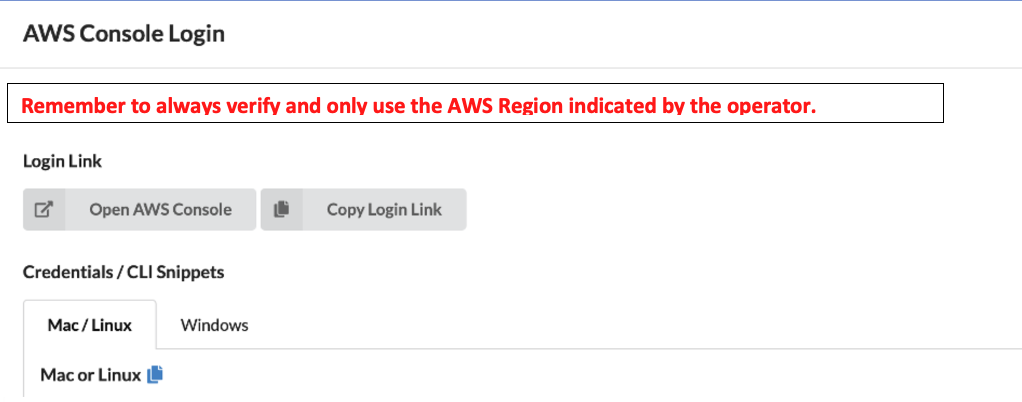 AWS Console Login
Remember to always verify and only use the AWS Region indicated by the operator.
Login Link
Open AWS Console Copy Login Link
Credentials / CLI Snippets
Mac / Linux Windows
Mac or Linux